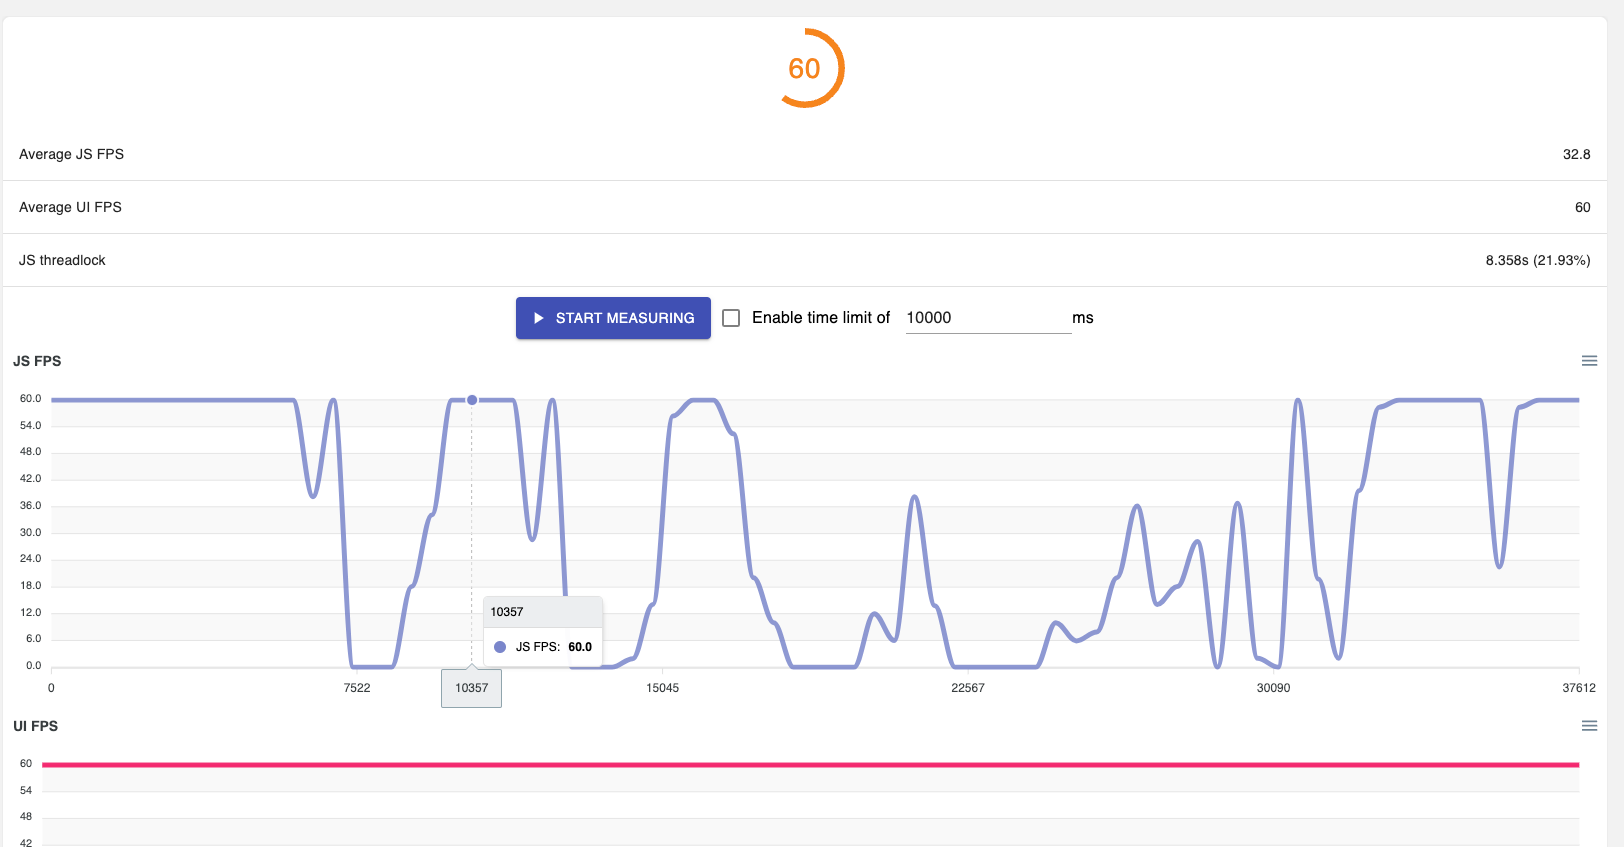 60
Average JS FPS 32.8
Average UI FPS 60
JS threadlock 8.358s (21.93%)
START MEASURING Enable time limit of 10000 ms
JS FPS
60.0
54.0
48.0
42.0
36.0
30.0
24.0
18.0
12.0
6.0
0.0
10357
JS FPS: 60.0
0 7522 10357 15045 22567 30090 37612
UI FPS
60
54
48
42